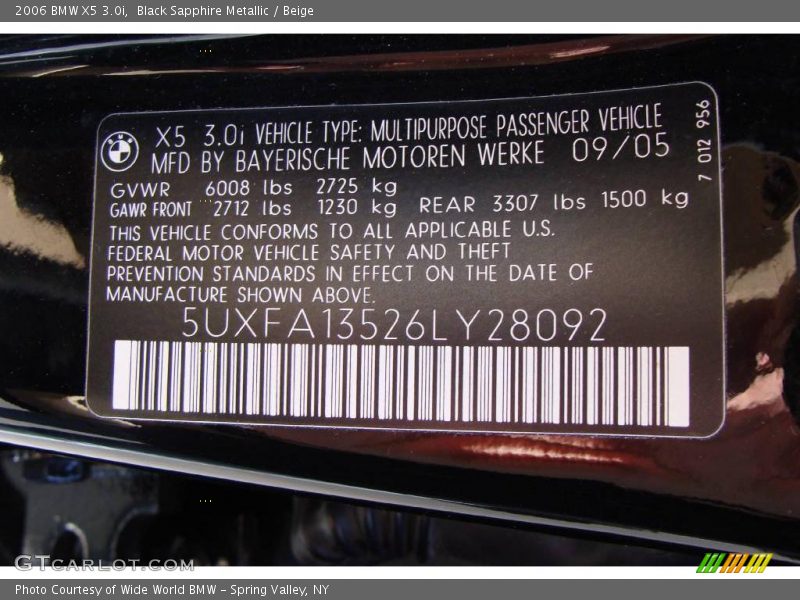 2006 BMW X5 3.0i, Black Sapphire Metallic / Beige
X5 3.0i VEHICLE TYPE: MULTIPURPOSE PASSENGER VEHICLE
MFD BY BAYERISCHE MOTOREN WERKE 09/05
7 012 956
GVWR 6008 lbs 2725 kg
GAWR FRONT 2712 lbs 1230 kg REAR 3307 lbs 1500 kg
THIS VEHICLE CONFORMS TO ALL APPLICABLE U.S.
FEDERAL MOTOR VEHICLE SAFETY AND THEFT
PREVENTION STANDARDS IN EFFECT ON THE DATE OF
MANUFACTURE SHOWN ABOVE.
5UXFA13526LY28092
GTCARLOT.COM
Photo Courtesy of Wide World BMW - Spring Valley, NY